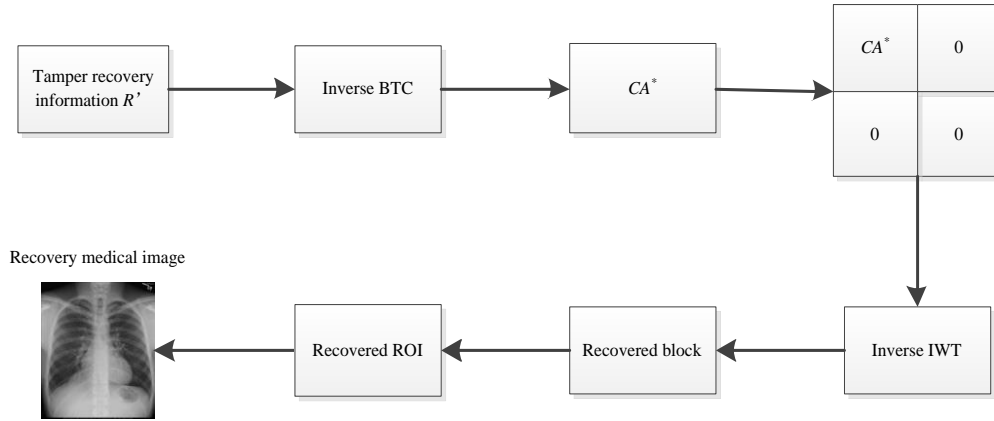 Tamper recovery
information R’
Inverse BTC
CA*
CA* 0
0 0
Recovery medical image
Recovered ROI
Recovered block
Inverse IWT